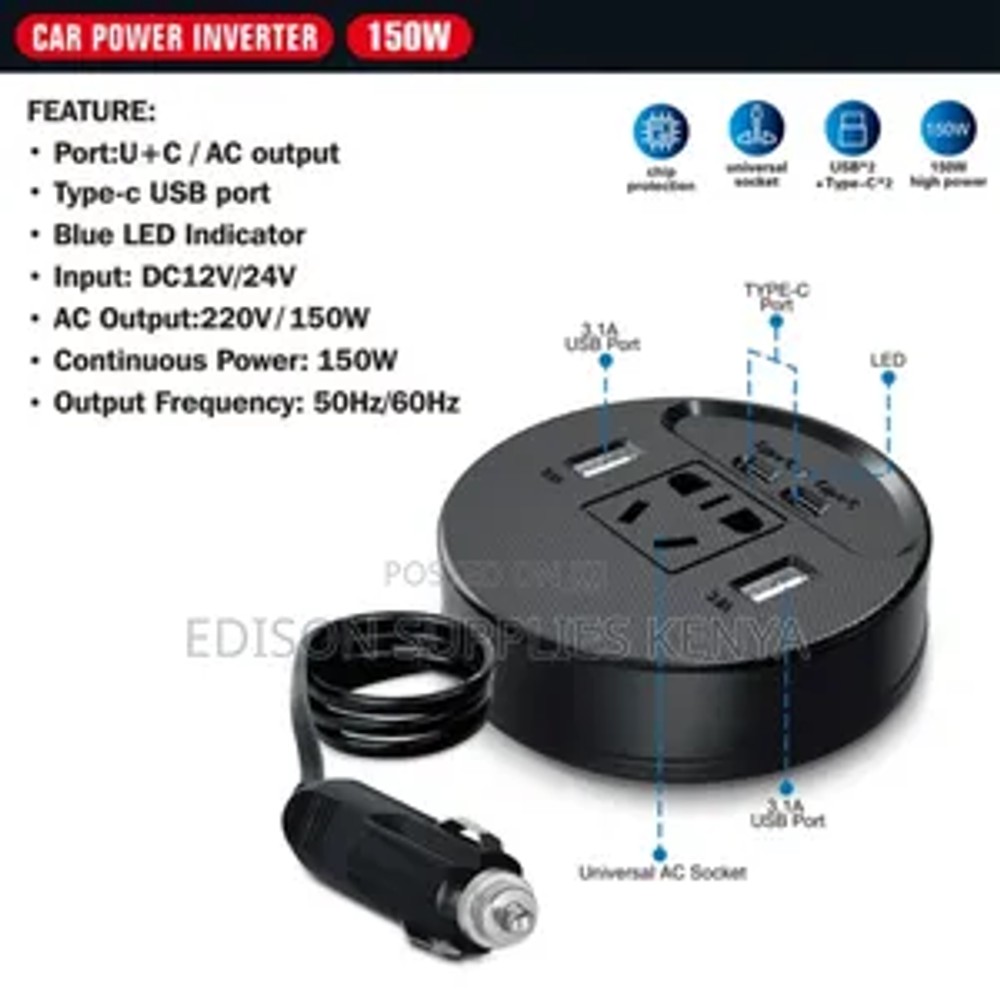 CAR POWER INVERTER 150W
FEATURE:
• Port:U+C / AC output
• Type-c USB port
• Blue LED Indicator
• Input: DC12V/24V
• AC Output:220V/150W
• Continuous Power: 150W
• Output Frequency: 50Hz/60Hz
chip
protection
universal
socket
USB*2
+Type-C*2
150W
150W
high power
TYPE-C
Port
3.1A
USB Port
LED
POSTED ON
EDISON SUPPLIES KENYA
3.1A
USB Port
Universal AC Socket